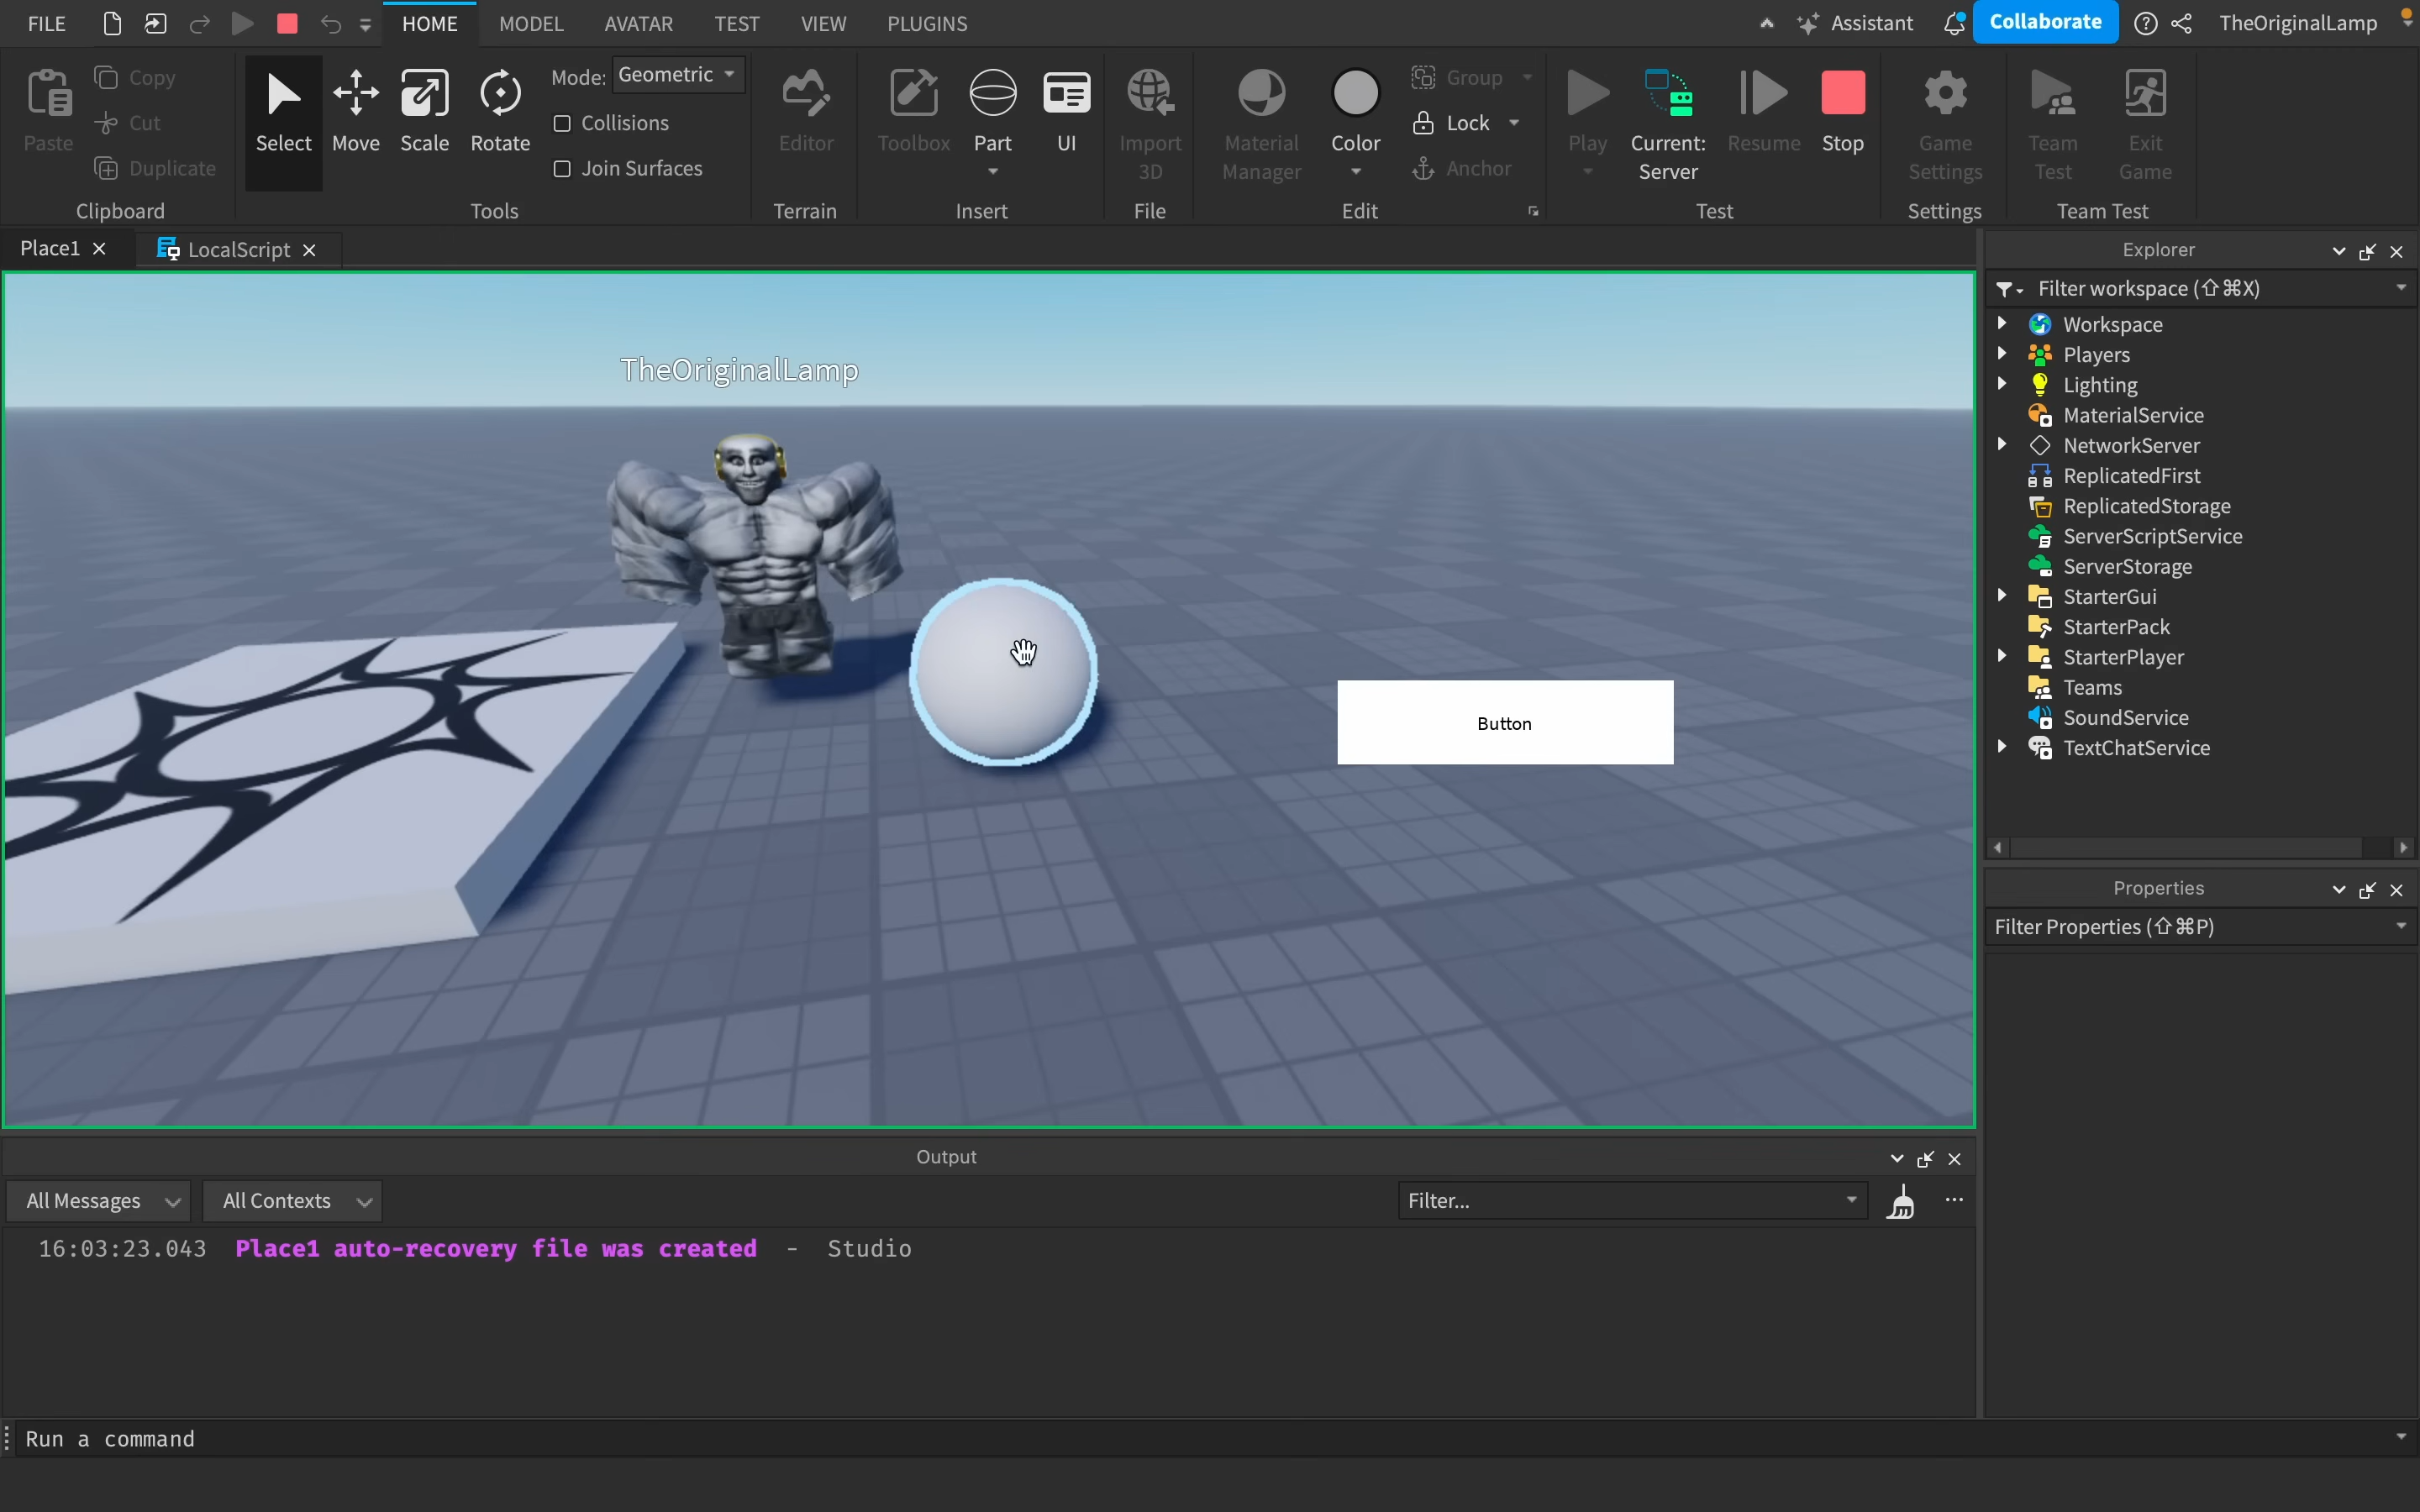 FILE
HOME
MODEL
AVATAR
TEST
VIEW
PLUGINS
Assistant
Collaborate
TheOriginalLamp
Paste
Copy
Cut
Duplicate
Clipboard
Select
Move
Scale
Rotate
Mode: Geometric
Collisions
Join Surfaces
Tools
Editor
Terrain
Toolbox
Part
UI
Insert
Import
3D
File
Material
Manager
Color
Group
Lock
Anchor
Edit
Play
Current:
Server
Resume
Stop
Test
Game
Settings
Settings
Team
Test
Exit
Game
Team Test
Place1
LocalScript
TheOriginalLamp
Button
Explorer
Filter workspace (⇧⌘X)
Workspace
Players
Lighting
MaterialService
NetworkServer
ReplicatedFirst
ReplicatedStorage
ServerScriptService
ServerStorage
StarterGui
StarterPack
StarterPlayer
Teams
SoundService
TextChatService
Properties
Filter Properties (⇧⌘P)
Output
All Messages
All Contexts
Filter...
16:03:23.043 Place1 auto-recovery file was created - Studio
Run a command